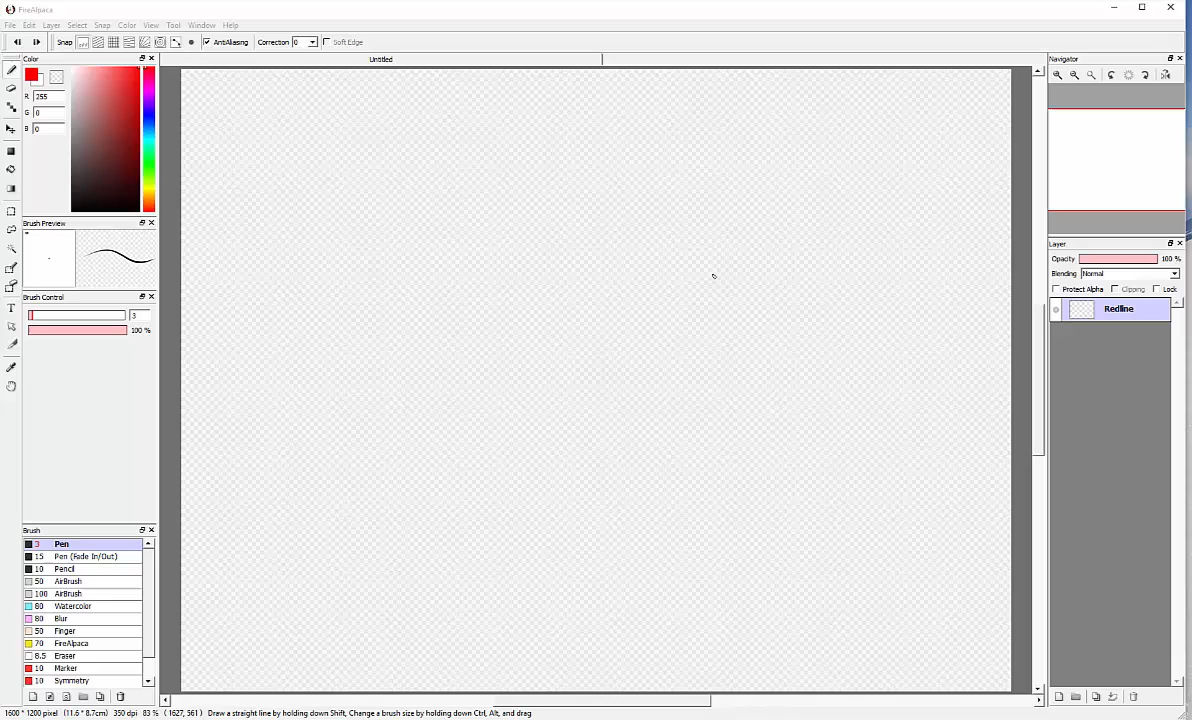 FireAlpaca
File Edit Layer Select Snap Color View Tool Window Help
Snap OFF AntiAliasing Correction 0 Soft Edge
Color
R 255
G 0
B 0
Brush Preview
Brush Control
3
100 %
Brush
3 Pen
15 Pen (Fade In/Out)
10 Pencil
50 AirBrush
100 AirBrush
80 Watercolor
80 Blur
50 Finger
70 FireAlpaca
8.5 Eraser
10 Marker
10 Symmetry
Untitled
Navigator
Layer
Opacity 100 %
Blending Normal
Protect Alpha Clipping Lock
Redline
1600 * 1200 pixel (11.6 * 8.7cm) 350 dpi 83 % ( 1627, 561 ) Draw a straight line by holding down Shift, Change a brush size by holding down Ctrl, Alt, and drag